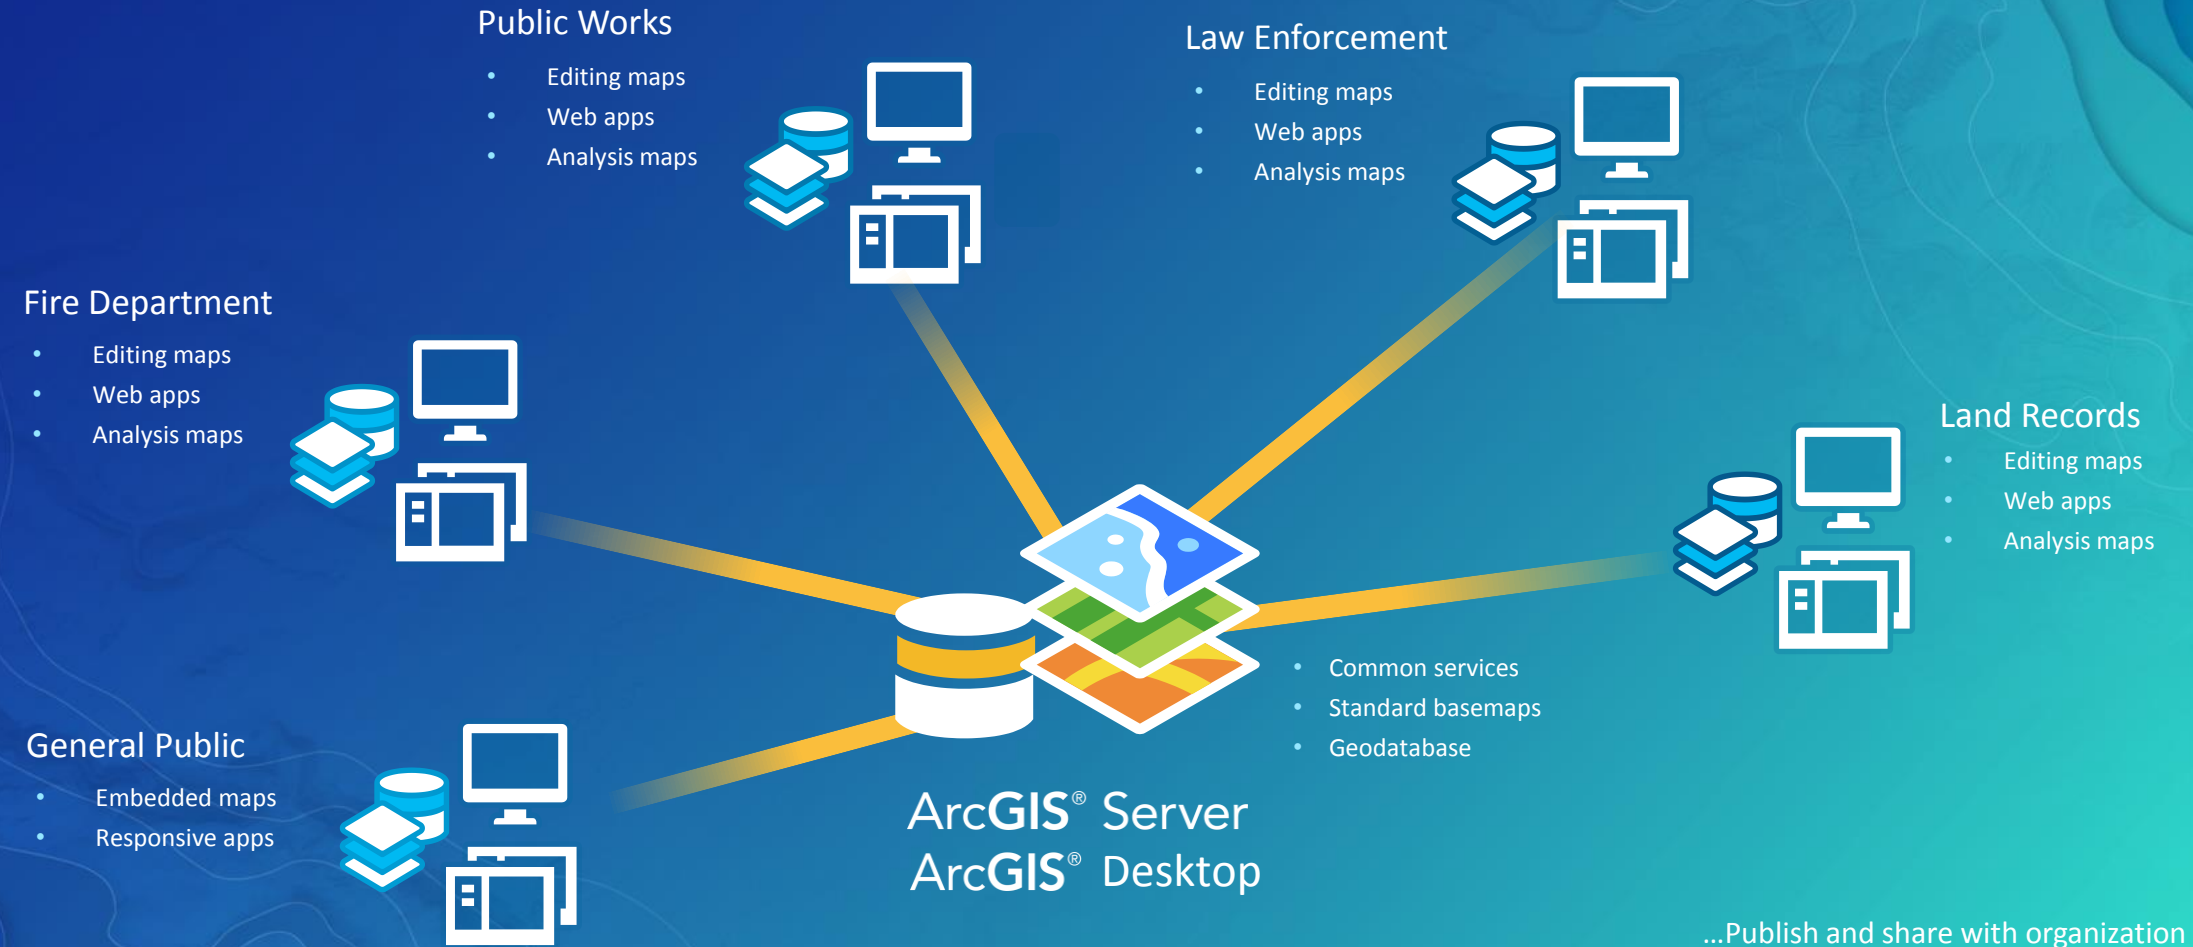 Public Works
• Editing maps
• Web apps
• Analysis maps
Law Enforcement
• Editing maps
• Web apps
• Analysis maps
Fire Department
• Editing maps
• Web apps
• Analysis maps
Land Records
• Editing maps
• Web apps
• Analysis maps
• Common services
• Standard basemaps
• Geodatabase
General Public
• Embedded maps
• Responsive apps
ArcGIS® Server
ArcGIS® Desktop
...Publish and share with organization